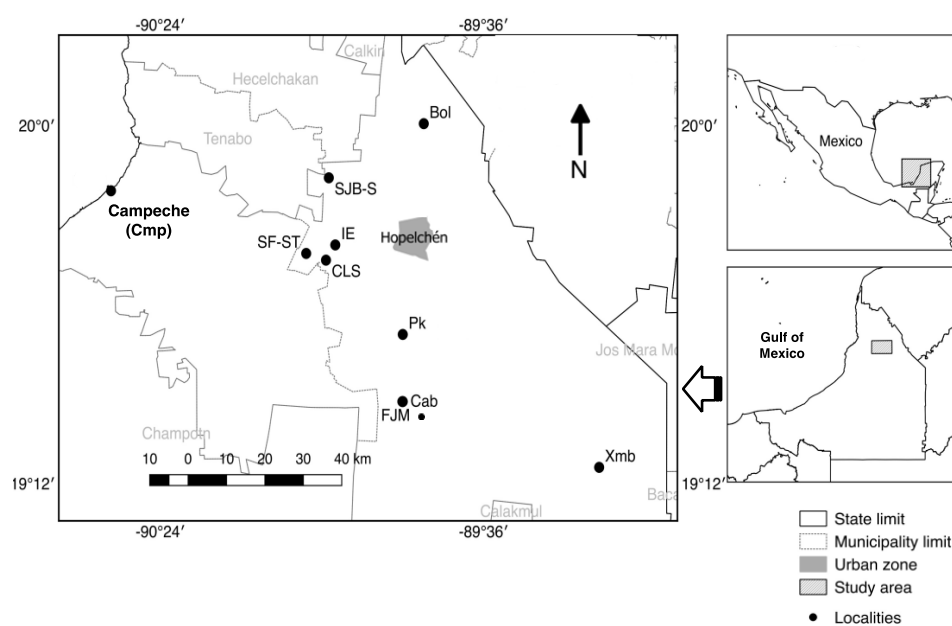 -90°24′ -89°36′
Calkin
Hecelchakan
Bol
20°0′ 20°0′
Tenabo
Mexico
N
SJB-S
Campeche
(Cmp)
IE
SF-ST
Hopelchén
CLS
Pk
Gulf of
Mexico
Jos Mara Mo
Cab
FJM
Champotn
Xmb
10 0 10 20 30 40 km
19°12′ 19°12′
Baca
Calakmul
-90°24′ -89°36′
State limit
Municipality limit
Urban zone
Study area
Localities